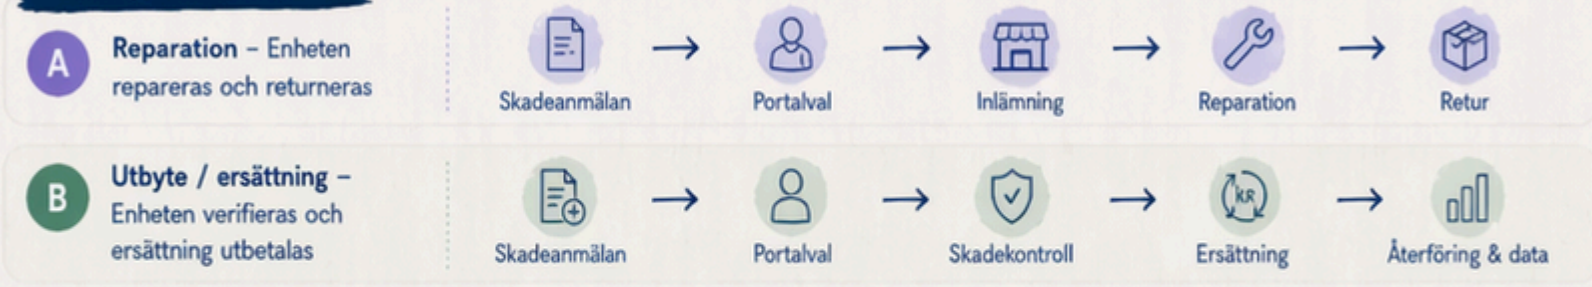 A
Reparation – Enheten
repareras och returneras
Skadeanmälan
Portalval
Inlämning
Reparation
Retur
B
Utbyte / ersättning –
Enheten verifieras och
ersättning utbetalas
Skadeanmälan
Portalval
Skadekontroll
KR
Ersättning
Återföring & data